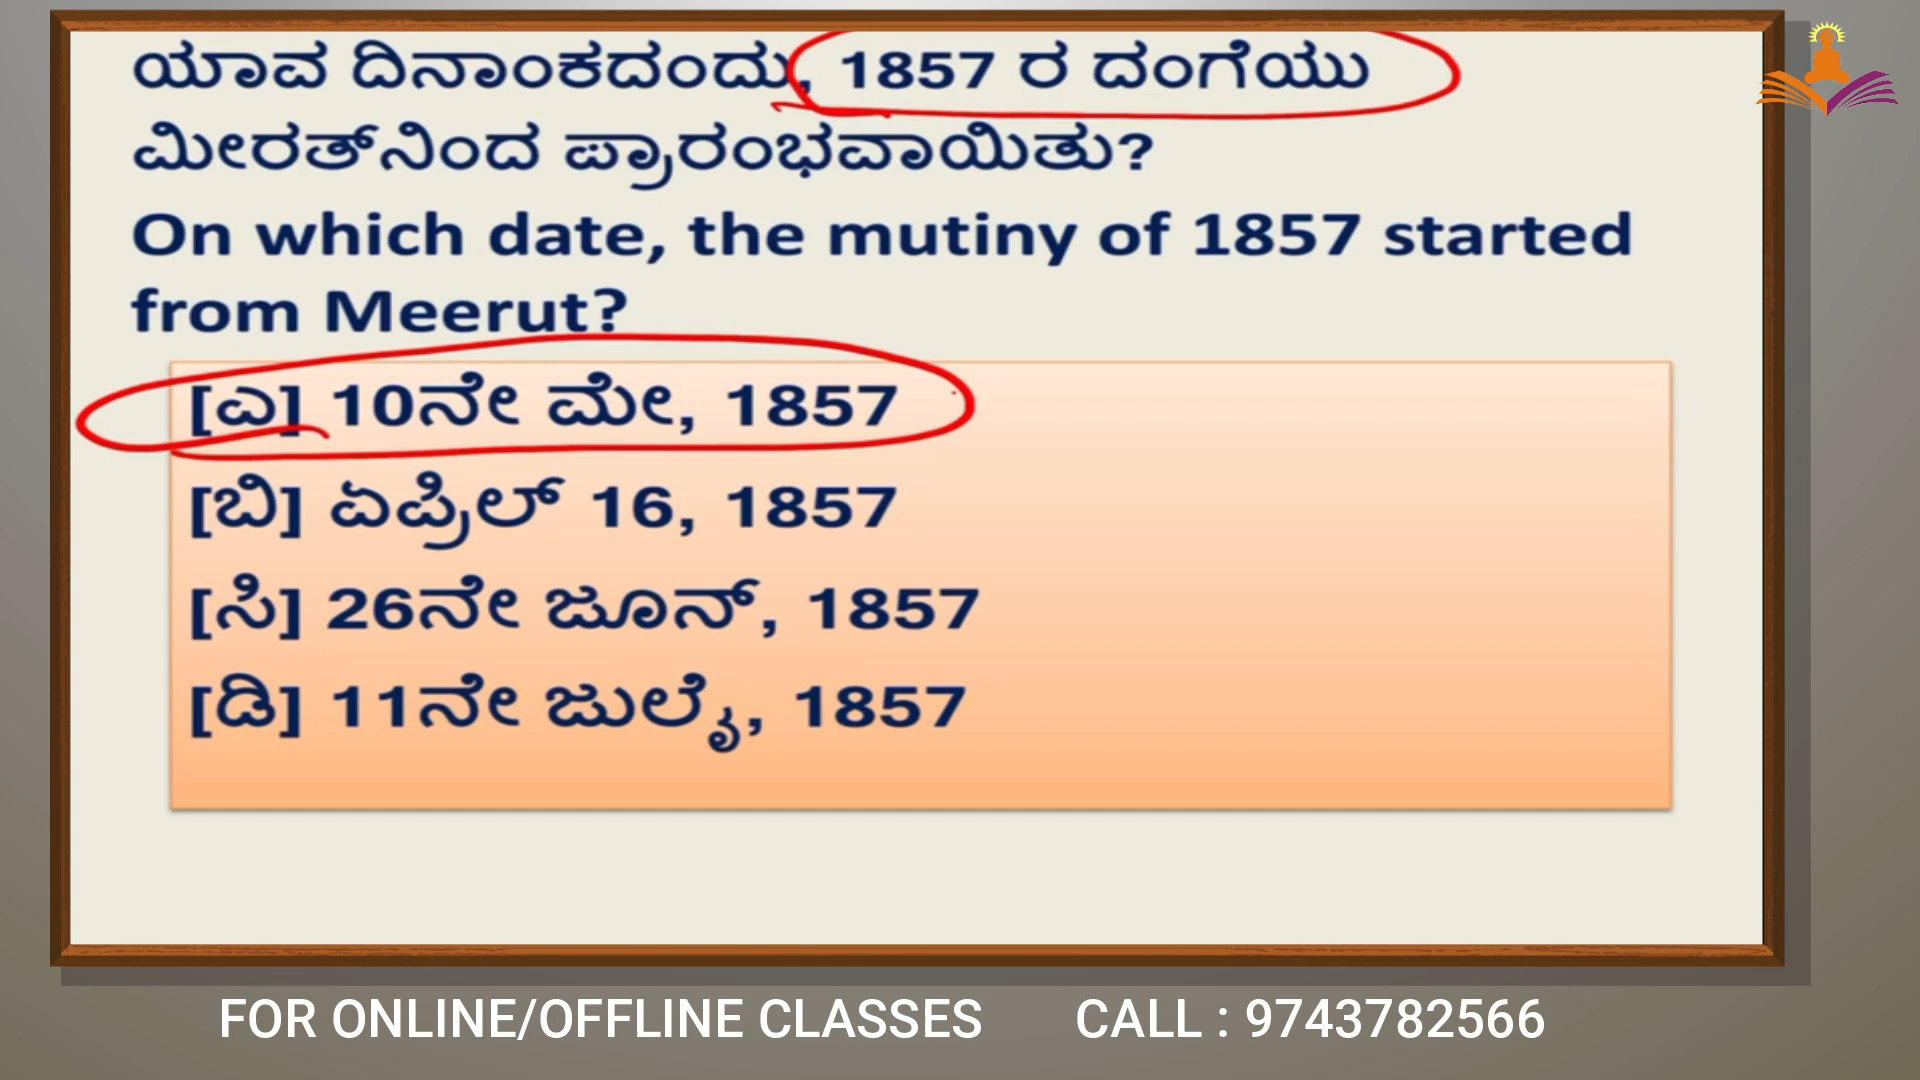 ಯಾವ ದಿನಾಂಕದಂದು, 1857 ರ ದಂಗೆಯು
ಮೀರತ್‌ನಿಂದ ಪ್ರಾರಂಭವಾಯಿತು?
On which date, the mutiny of 1857 started
from Meerut?
[ಎ] 10ನೇ ಮೇ, 1857
[ಬಿ] ಏಪ್ರಿಲ್ 16, 1857
[ಸಿ] 26ನೇ ಜೂನ್, 1857
[ಡಿ] 11ನೇ ಜುಲೈ, 1857
FOR ONLINE/OFFLINE CLASSES CALL : 9743782566